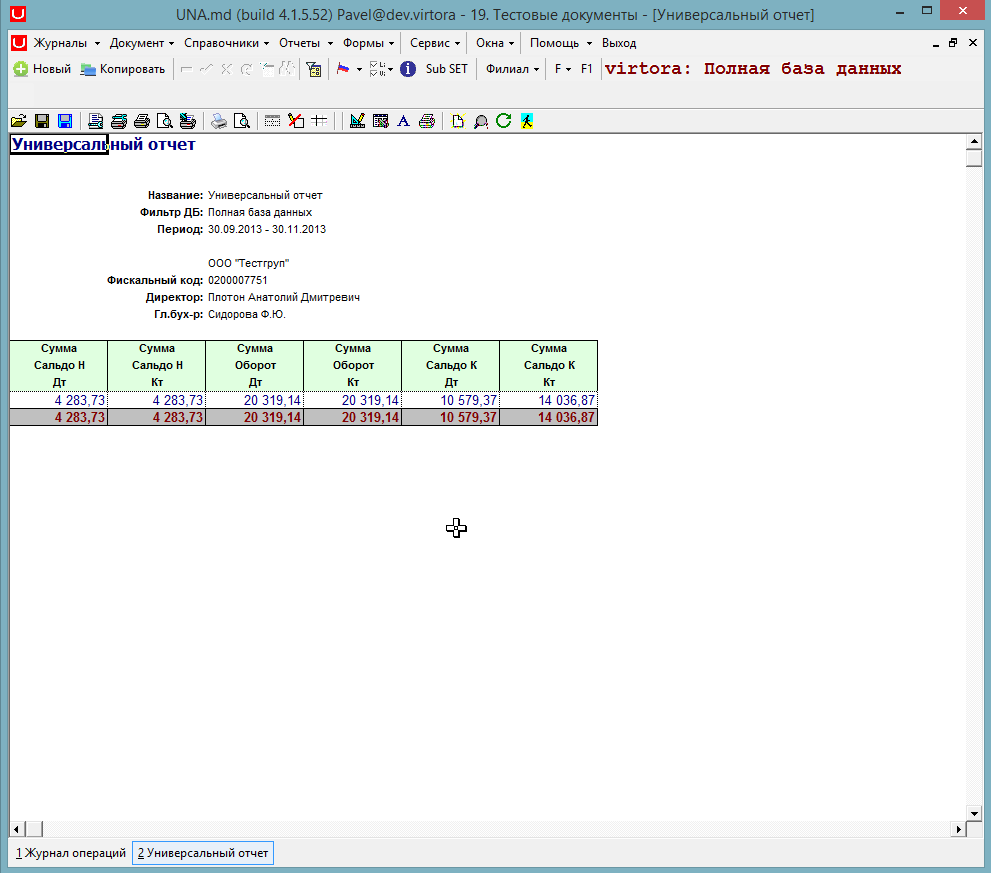 UNA.md (build 4.1.5.52) Pavel@dev.virtora - 19. Тестовые документы - [Универсальный отчет]
Журналы Документ Справочники Отчеты Формы Сервис Окна Помощь Выход
Новый Копировать Sub SET Филиал F F1 virtora: Полная база данных
Универсальный отчет
Название: Универсальный отчет
Фильтр ДБ: Полная база данных
Период: 30.09.2013 - 30.11.2013
ООО "Тестгруп"
Фискальный код: 0200007751
Директор: Плотон Анатолий Дмитревич
Гл.бух-р: Сидорова Ф.Ю.
Сумма Сумма Сумма Сумма Сумма Сумма
Сальдо Н Сальдо Н Оборот Оборот Сальдо К Сальдо К
Дт Кт Дт Кт Дт Кт
4 283,73 4 283,73 20 319,14 20 319,14 10 579,37 14 036,87
4 283,73 4 283,73 20 319,14 20 319,14 10 579,37 14 036,87
1 Журнал операций 2 Универсальный отчет